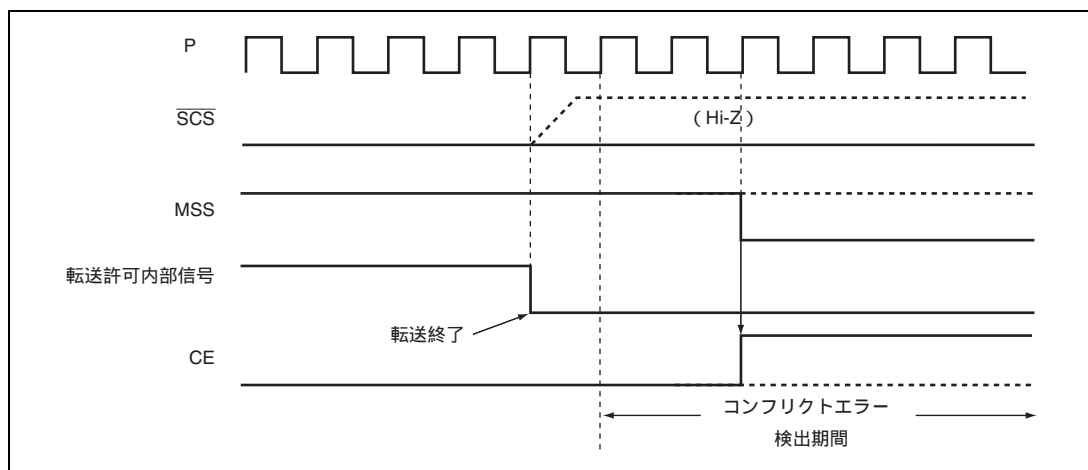 P
SCS
(Hi-Z)
MSS
転送許可内部信号
転送終了
CE
コンフリクトエラー
検出期間